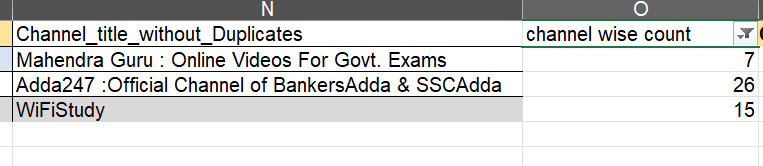 N O
Channel_title_without_Duplicates channel wise count
Mahendra Guru : Online Videos For Govt. Exams 7
Adda247 :Official Channel of BankersAdda & SSCAdda 26
WiFiStudy 15